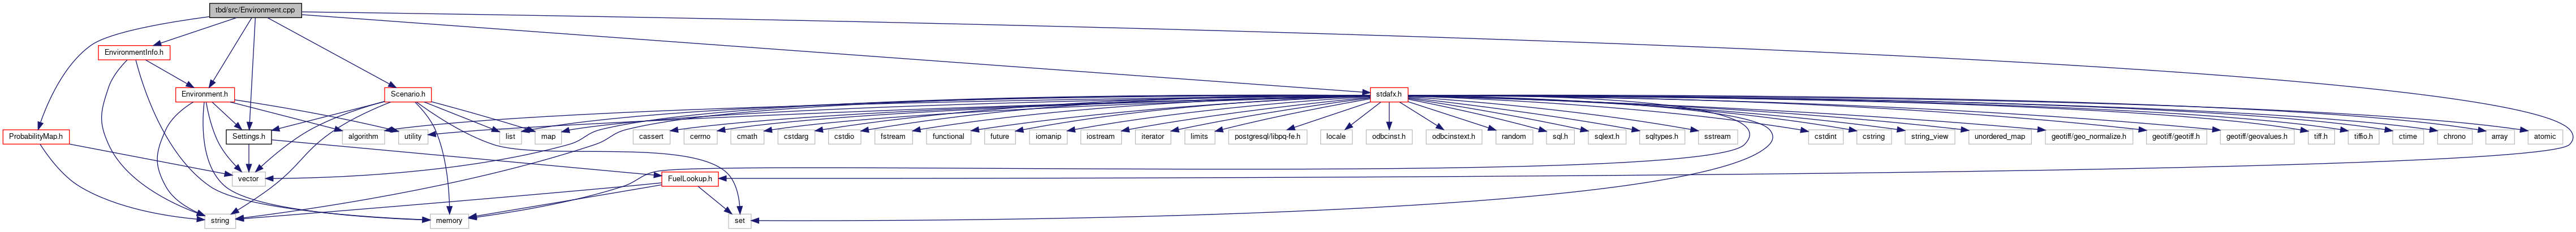 tbd/src/Environment.cpp
EnvironmentInfo.h
Environment.h
Scenario.h
stdafx.h
ProbabilityMap.h
Settings.h
algorithm
utility
list
map
cassert
cerrno
cmath
cstdarg
cstdio
fstream
functional
future
iomanip
iostream
iterator
limits
postgresql/libpq-fe.h
locale
odbcinst.h
odbcinstext.h
random
sql.h
sqlext.h
sqltypes.h
sstream
cstdint
cstring
string_view
unordered_map
geotiff/geo_normalize.h
geotiff/geotiff.h
geotiff/geovalues.h
tiff.h
tiffio.h
ctime
chrono
array
atomic
vector
FuelLookup.h
string
memory
set